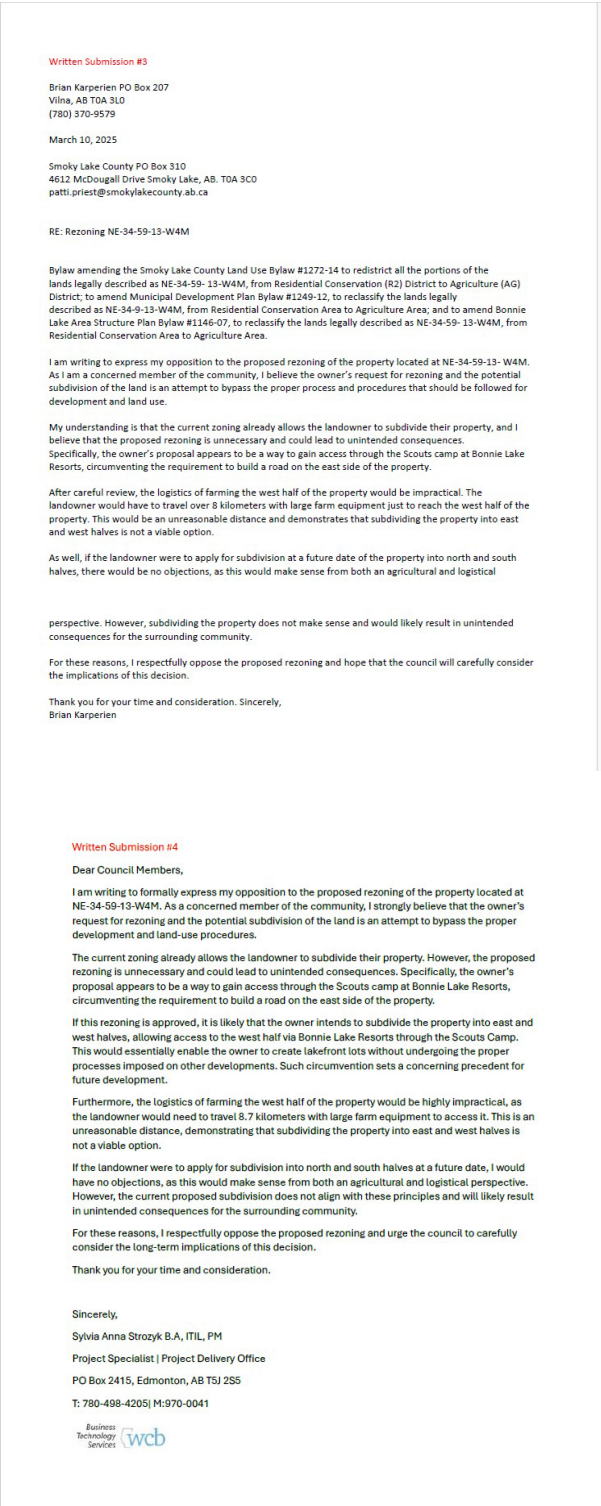 Written Submission #3
Brian Karperien PO Box 207
Vilna, AB T0A 3L0
(780) 370-9579
March 10, 2025
Smoky Lake County PO Box 310
4612 McDougall Drive Smoky Lake, AB. T0A 3C0
patti.priest@smokylakecounty.ab.ca
RE: Rezoning NE-34-59-13-W4M
Bylaw amending the Smoky Lake County Land Use Bylaw #1272-14 to redistrict all the portions of the
lands legally described as NE-34-59- 13-W4M, from Residential Conservation (R2) District to Agriculture (AG)
District; to amend Municipal Development Plan Bylaw #1249-12, to reclassify the lands legally
described as NE-34-9-13-W4M, from Residential Conservation Area to Agriculture Area; and to amend Bonnie
Lake Area Structure Plan Bylaw #1146-07, to reclassify the lands legally described as NE-34-59- 13-W4M, from
Residential Conservation Area to Agriculture Area.
I am writing to express my opposition to the proposed rezoning of the property located at NE-34-59-13- W4M.
As I am a concerned member of the community, I believe the owner's request for rezoning and the potential
subdivision of the land is an attempt to bypass the proper process and procedures that should be followed for
development and land use.
My understanding is that the current zoning already allows the landowner to subdivide their property, and I
believe that the proposed rezoning is unnecessary and could lead to unintended consequences.
Specifically, the owner's proposal appears to be a way to gain access through the Scouts camp at Bonnie Lake
Resorts, circumventing the requirement to build a road on the east side of the property.
After careful review, the logistics of farming the west half of the property would be impractical. The
landowner would have to travel over 8 kilometers with large farm equipment just to reach the west half of the
property. This would be an unreasonable distance and demonstrates that subdividing the property into east
and west halves is not a viable option.
As well, if the landowner were to apply for subdivision at a future date of the property into north and south
halves, there would be no objections, as this would make sense from both an agricultural and logistical
perspective. However, subdividing the property does not make sense and would likely result in unintended
consequences for the surrounding community.
For these reasons, I respectfully oppose the proposed rezoning and hope that the council will carefully consider
the implications of this decision.
Thank you for your time and consideration. Sincerely,
Brian Karperien
Written Submission #4
Dear Council Members,
I am writing to formally express my opposition to the proposed rezoning of the property located at
NE-34-59-13-W4M. As a concerned member of the community, I strongly believe that the owner's
request for rezoning and the potential subdivision of the land is an attempt to bypass the proper
development and land-use procedures.
The current zoning already allows the landowner to subdivide their property. However, the proposed
rezoning is unnecessary and could lead to unintended consequences. Specifically, the owner's
proposal appears to be a way to gain access through the Scouts camp at Bonnie Lake Resorts,
circumventing the requirement to build a road on the east side of the property.
If this rezoning is approved, it is likely that the owner intends to subdivide the property into east and
west halves, allowing access to the west half via Bonnie Lake Resorts through the Scouts Camp.
This would essentially enable the owner to create lakefront lots without undergoing the proper
processes imposed on other developments. Such circumvention sets a concerning precedent for
future development.
Furthermore, the logistics of farming the west half of the property would be highly impractical, as
the landowner would need to travel 8.7 kilometers with large farm equipment to access it. This is an
unreasonable distance, demonstrating that subdividing the property into east and west halves is
not a viable option.
If the landowner were to apply for subdivision into north and south halves at a future date, I would
have no objections, as this would make sense from both an agricultural and logistical perspective.
However, the current proposed subdivision does not align with these principles and will likely result
in unintended consequences for the surrounding community.
For these reasons, I respectfully oppose the proposed rezoning and urge the council to carefully
consider the long-term implications of this decision.
Thank you for your time and consideration.
Sincerely,
Sylvia Anna Strozyk B.A, ITIL, PM
Project Specialist | Project Delivery Office
PO Box 2415, Edmonton, AB T5J 2S5
T: 780-498-4205| M:970-0041
Business
Technology
Services
wcb